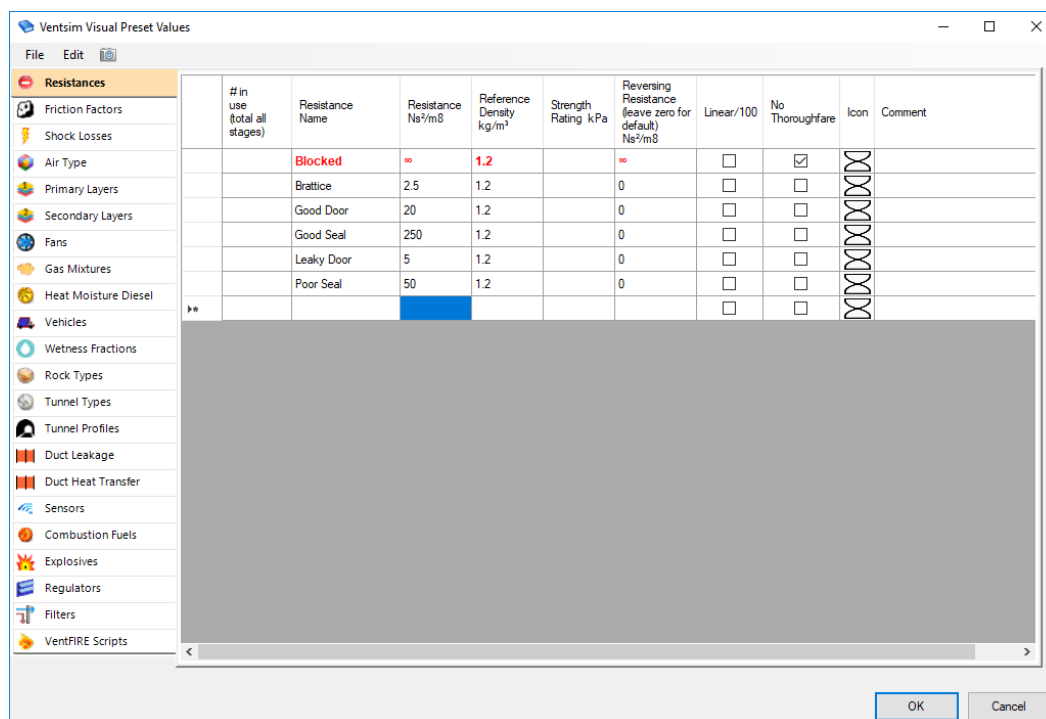 Ventsim Visual Preset Values
File Edit
Resistances
Friction Factors
Shock Losses
Air Type
Primary Layers
Secondary Layers
Fans
Gas Mixtures
Heat Moisture Diesel
Vehicles
Wetness Fractions
Rock Types
Tunnel Types
Tunnel Profiles
Duct Leakage
Duct Heat Transfer
Sensors
Combustion Fuels
Explosives
Regulators
Filters
VentFIRE Scripts
# in
use
(total all
stages)
Resistance
Name
Resistance
Ns²/m8
Reference
Density
kg/m³
Strength
Rating kPa
Reversing
Resistance
(leave zero for
default)
Ns²/m8
Linear/100
No
Thoroughfare
Icon
Comment
Blocked ∞ 1.2 ∞
Brattice 2.5 1.2 0
Good Door 20 1.2 0
Good Seal 250 1.2 0
Leaky Door 5 1.2 0
Poor Seal 50 1.2 0
OK Cancel